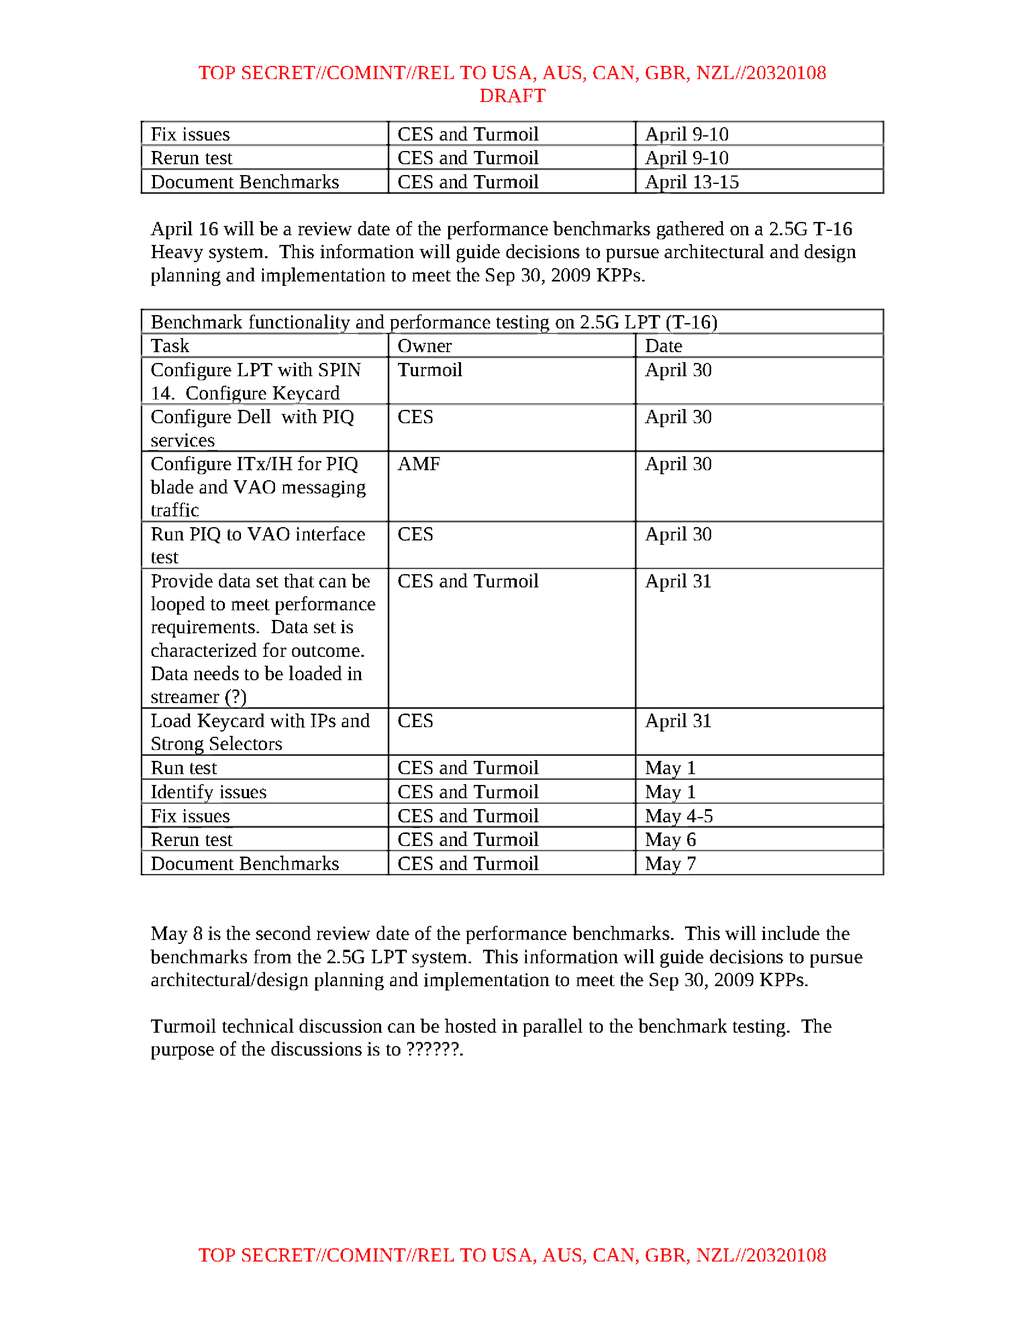 TOP SECRET//COMINT//REL TO USA, AUS, CAN, GBR, NZL//20320108
DRAFT
Fix issues CES and Turmoil April 9-10
Rerun test CES and Turmoil April 9-10
Document Benchmarks CES and Turmoil April 13-15
April 16 will be a review date of the performance benchmarks gathered on a 2.5G T-16
Heavy system.  This information will guide decisions to pursue architectural and design
planning and implementation to meet the Sep 30, 2009 KPPs.
Benchmark functionality and performance testing on 2.5G LPT (T-16)
Task Owner Date
Configure LPT with SPIN Turmoil April 30
14.  Configure Keycard
Configure Dell  with PIQ CES April 30
services
Configure ITx/IH for PIQ AMF April 30
blade and VAO messaging
traffic
Run PIQ to VAO interface CES April 30
test
Provide data set that can be CES and Turmoil April 31
looped to meet performance
requirements.  Data set is
characterized for outcome.
Data needs to be loaded in
streamer (?)
Load Keycard with IPs and CES April 31
Strong Selectors
Run test CES and Turmoil May 1
Identify issues CES and Turmoil May 1
Fix issues CES and Turmoil May 4-5
Rerun test CES and Turmoil May 6
Document Benchmarks CES and Turmoil May 7
May 8 is the second review date of the performance benchmarks.  This will include the
benchmarks from the 2.5G LPT system.  This information will guide decisions to pursue
architectural/design planning and implementation to meet the Sep 30, 2009 KPPs.
Turmoil technical discussion can be hosted in parallel to the benchmark testing.  The
purpose of the discussions is to ??????.
TOP SECRET//COMINT//REL TO USA, AUS, CAN, GBR, NZL//20320108